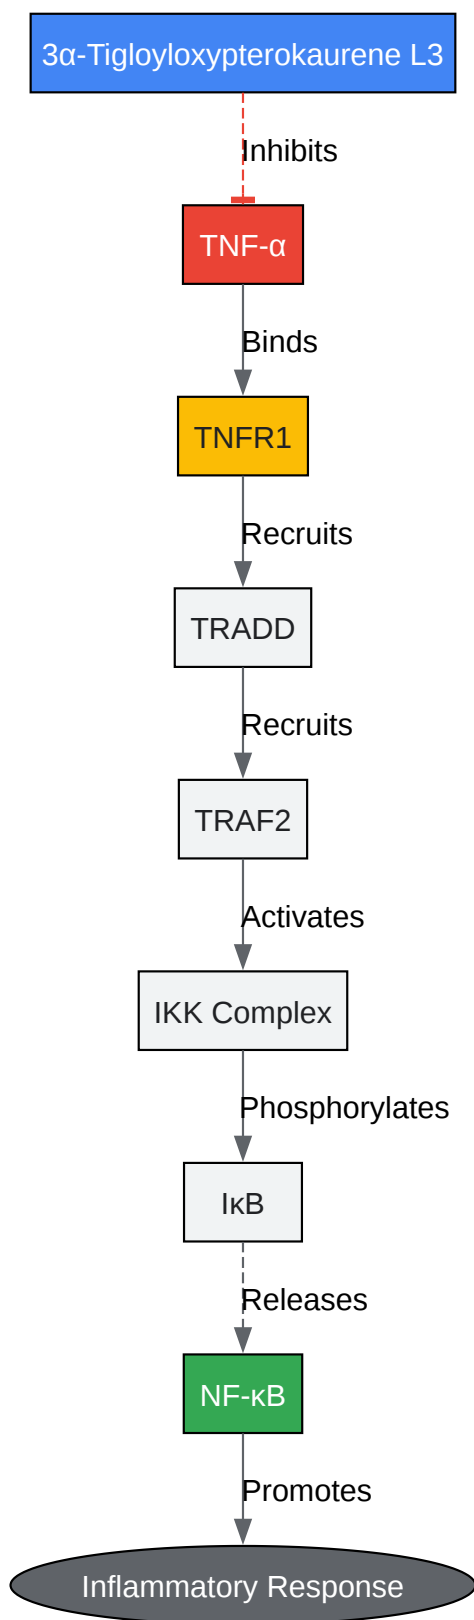 3α-Tigloyloxypterokaurene L3
Inhibits
TNF-α
Binds
TNFR1
Recruits
TRADD
Recruits
TRAF2
Activates
IKK Complex
Phosphorylates
IκB
Releases
NF-κB
Promotes
Inflammatory Response